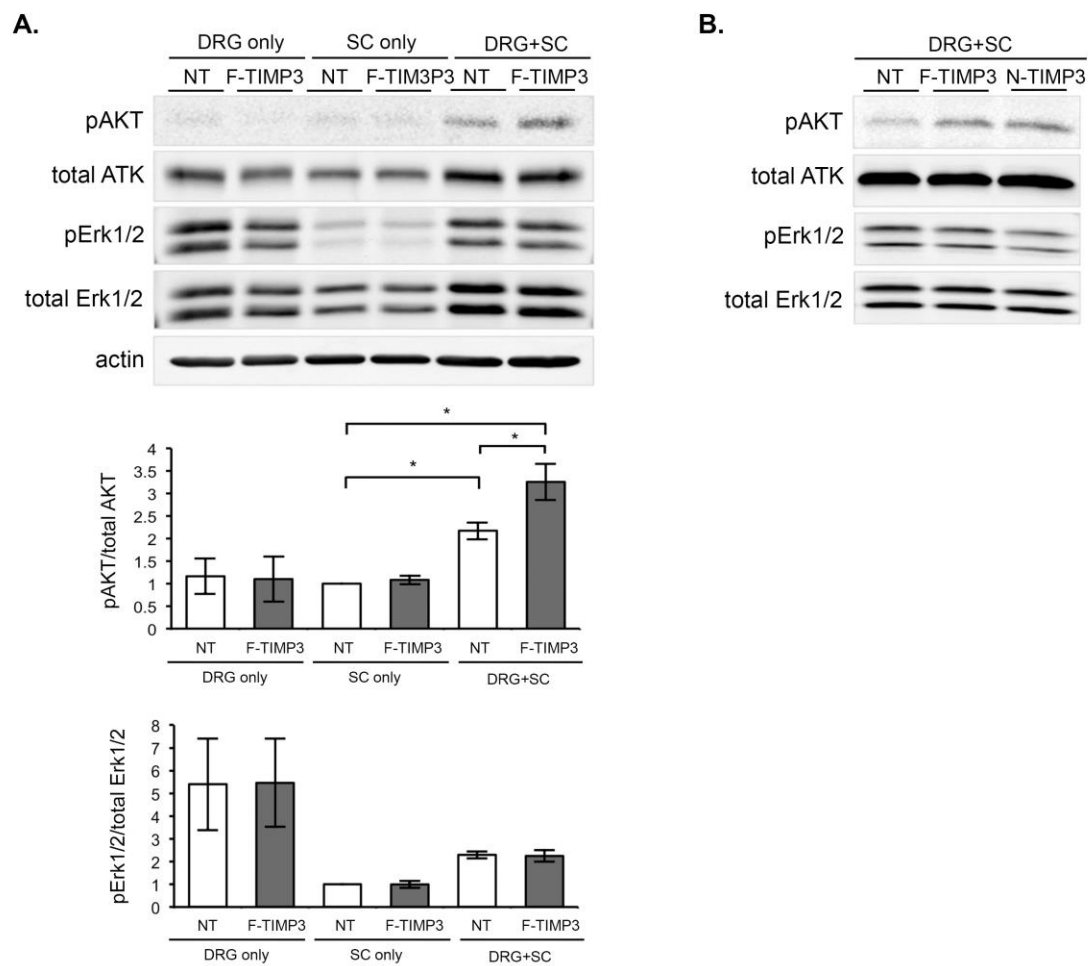 A.
DRG only SC only DRG+SC
NT F-TIMP3 NT F-TIM3P3 NT F-TIMP3
pAKT
total ATK
pErk1/2
total Erk1/2
actin
* 
*
*
pAKT/total AKT
4
3.5
3
2.5
2
1.5
1
0.5
0
NT F-TIMP3 NT F-TIMP3 NT F-TIMP3
DRG only SC only DRG+SC
pErk1/2/total Erk1/2
8
7
6
5
4
3
2
1
0
NT F-TIMP3 NT F-TIMP3 NT F-TIMP3
DRG only SC only DRG+SC
B.
DRG+SC
NT F-TIMP3 N-TIMP3
pAKT
total ATK
pErk1/2
total Erk1/2